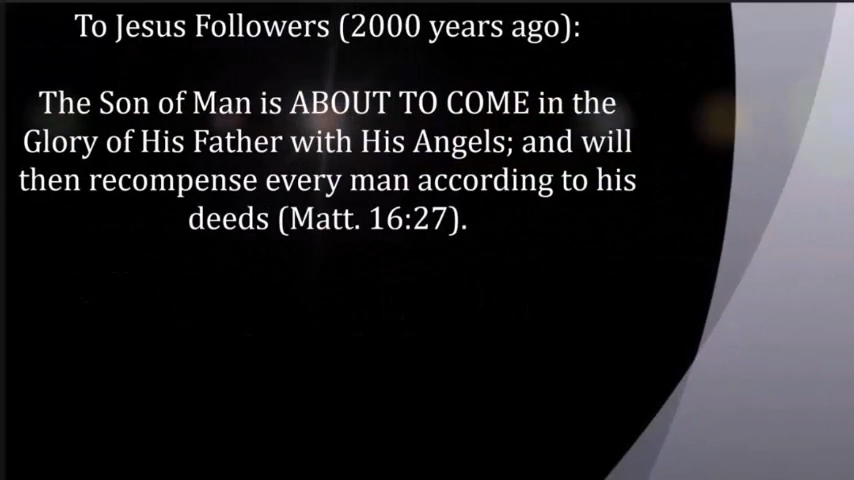 To Jesus Followers (2000 years ago):
The Son of Man is ABOUT TO COME in the
Glory of His Father with His Angels; and will
then recompense every man according to his
deeds (Matt. 16:27).